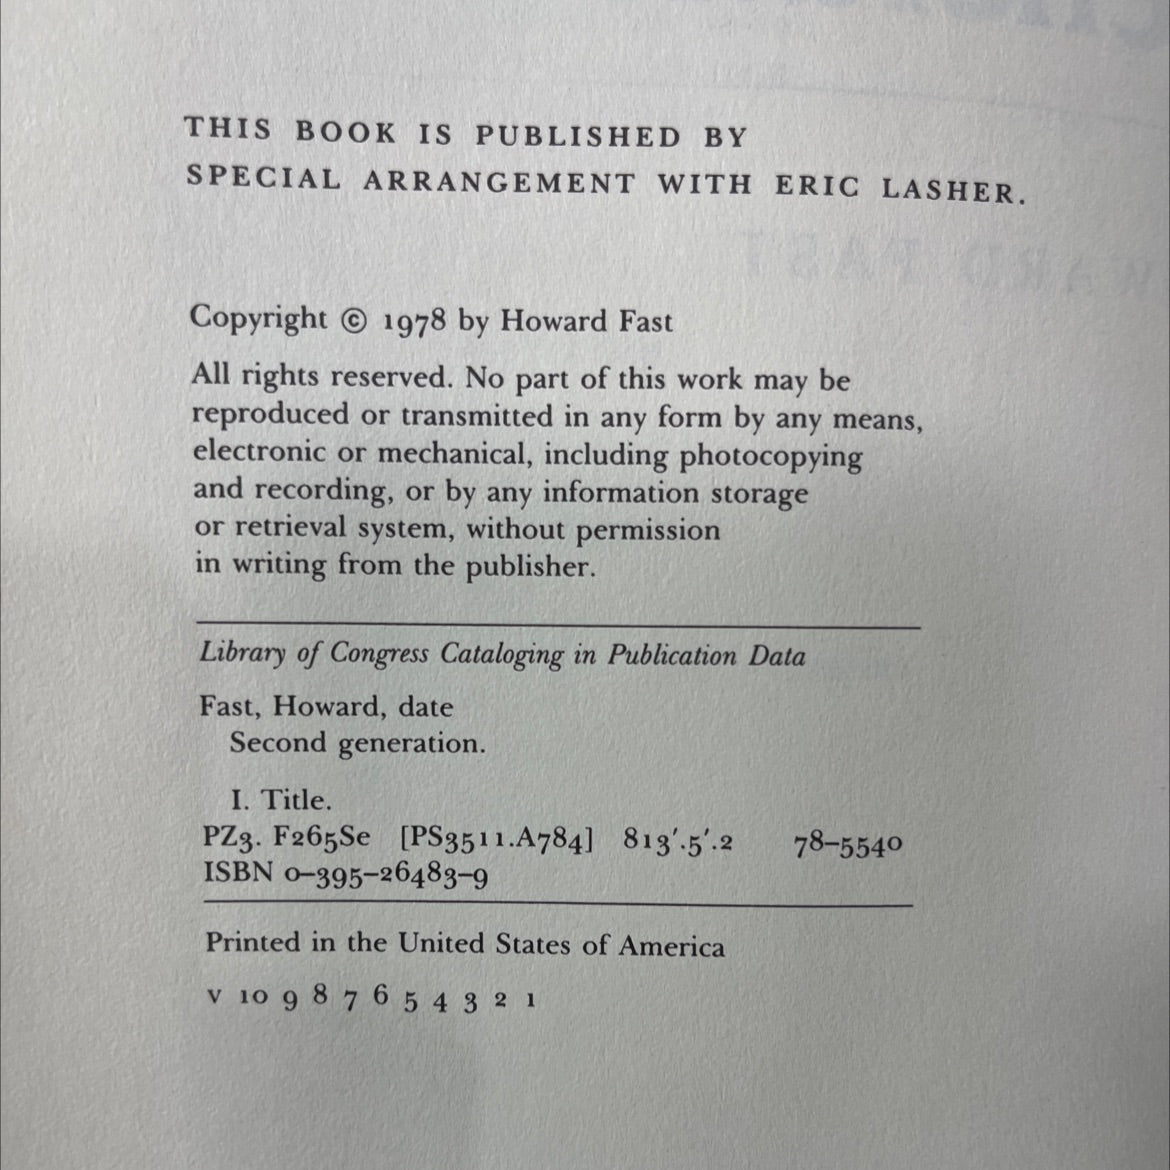 THIS BOOK IS PUBLISHED BY
SPECIAL ARRANGEMENT WITH ERIC LASHER.
Copyright © 1978 by Howard Fast
All rights reserved. No part of this work may be
reproduced or transmitted in any form by any means,
electronic or mechanical, including photocopying
and recording, or by any information storage
or retrieval system, without permission
in writing from the publisher.
Library of Congress Cataloging in Publication Data
Fast, Howard, date
Second generation.
I. Title.
PZ3. F265Se [PS3511.A784] 813′.5′.2 78–5540
ISBN 0–395–26483–9
Printed in the United States of America
V 10 9 8 7 6 5 4 3 2 1